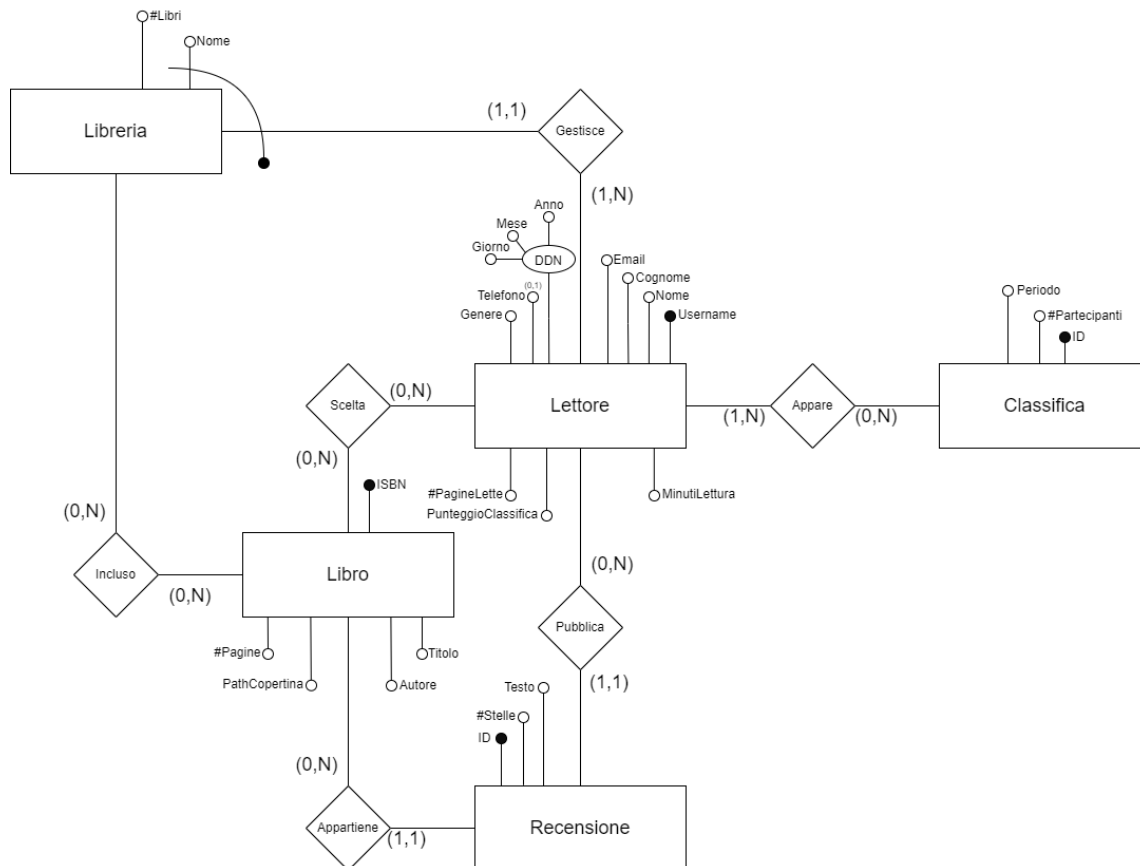 #Libri
Nome
Libreria
(1,1)
Gestisce
(1,N)
Anno
Mese
Giorno
DDN
Email
Cognome
Telefono
(0,1)
Nome
Genere
Username
Periodo
#Partecipanti
ID
Scelta
(0,N)
Lettore
(1,N)
Appare
(0,N)
Classifica
(0,N)
ISBN
#PagineLette
MinutiLettura
PunteggioClassifica
(0,N)
Incluso
(0,N)
Libro
(0,N)
Pubblica
#Pagine
Titolo
PathCopertina
Autore
(1,1)
Testo
#Stelle
ID
(0,N)
Appartiene
(1,1)
Recensione